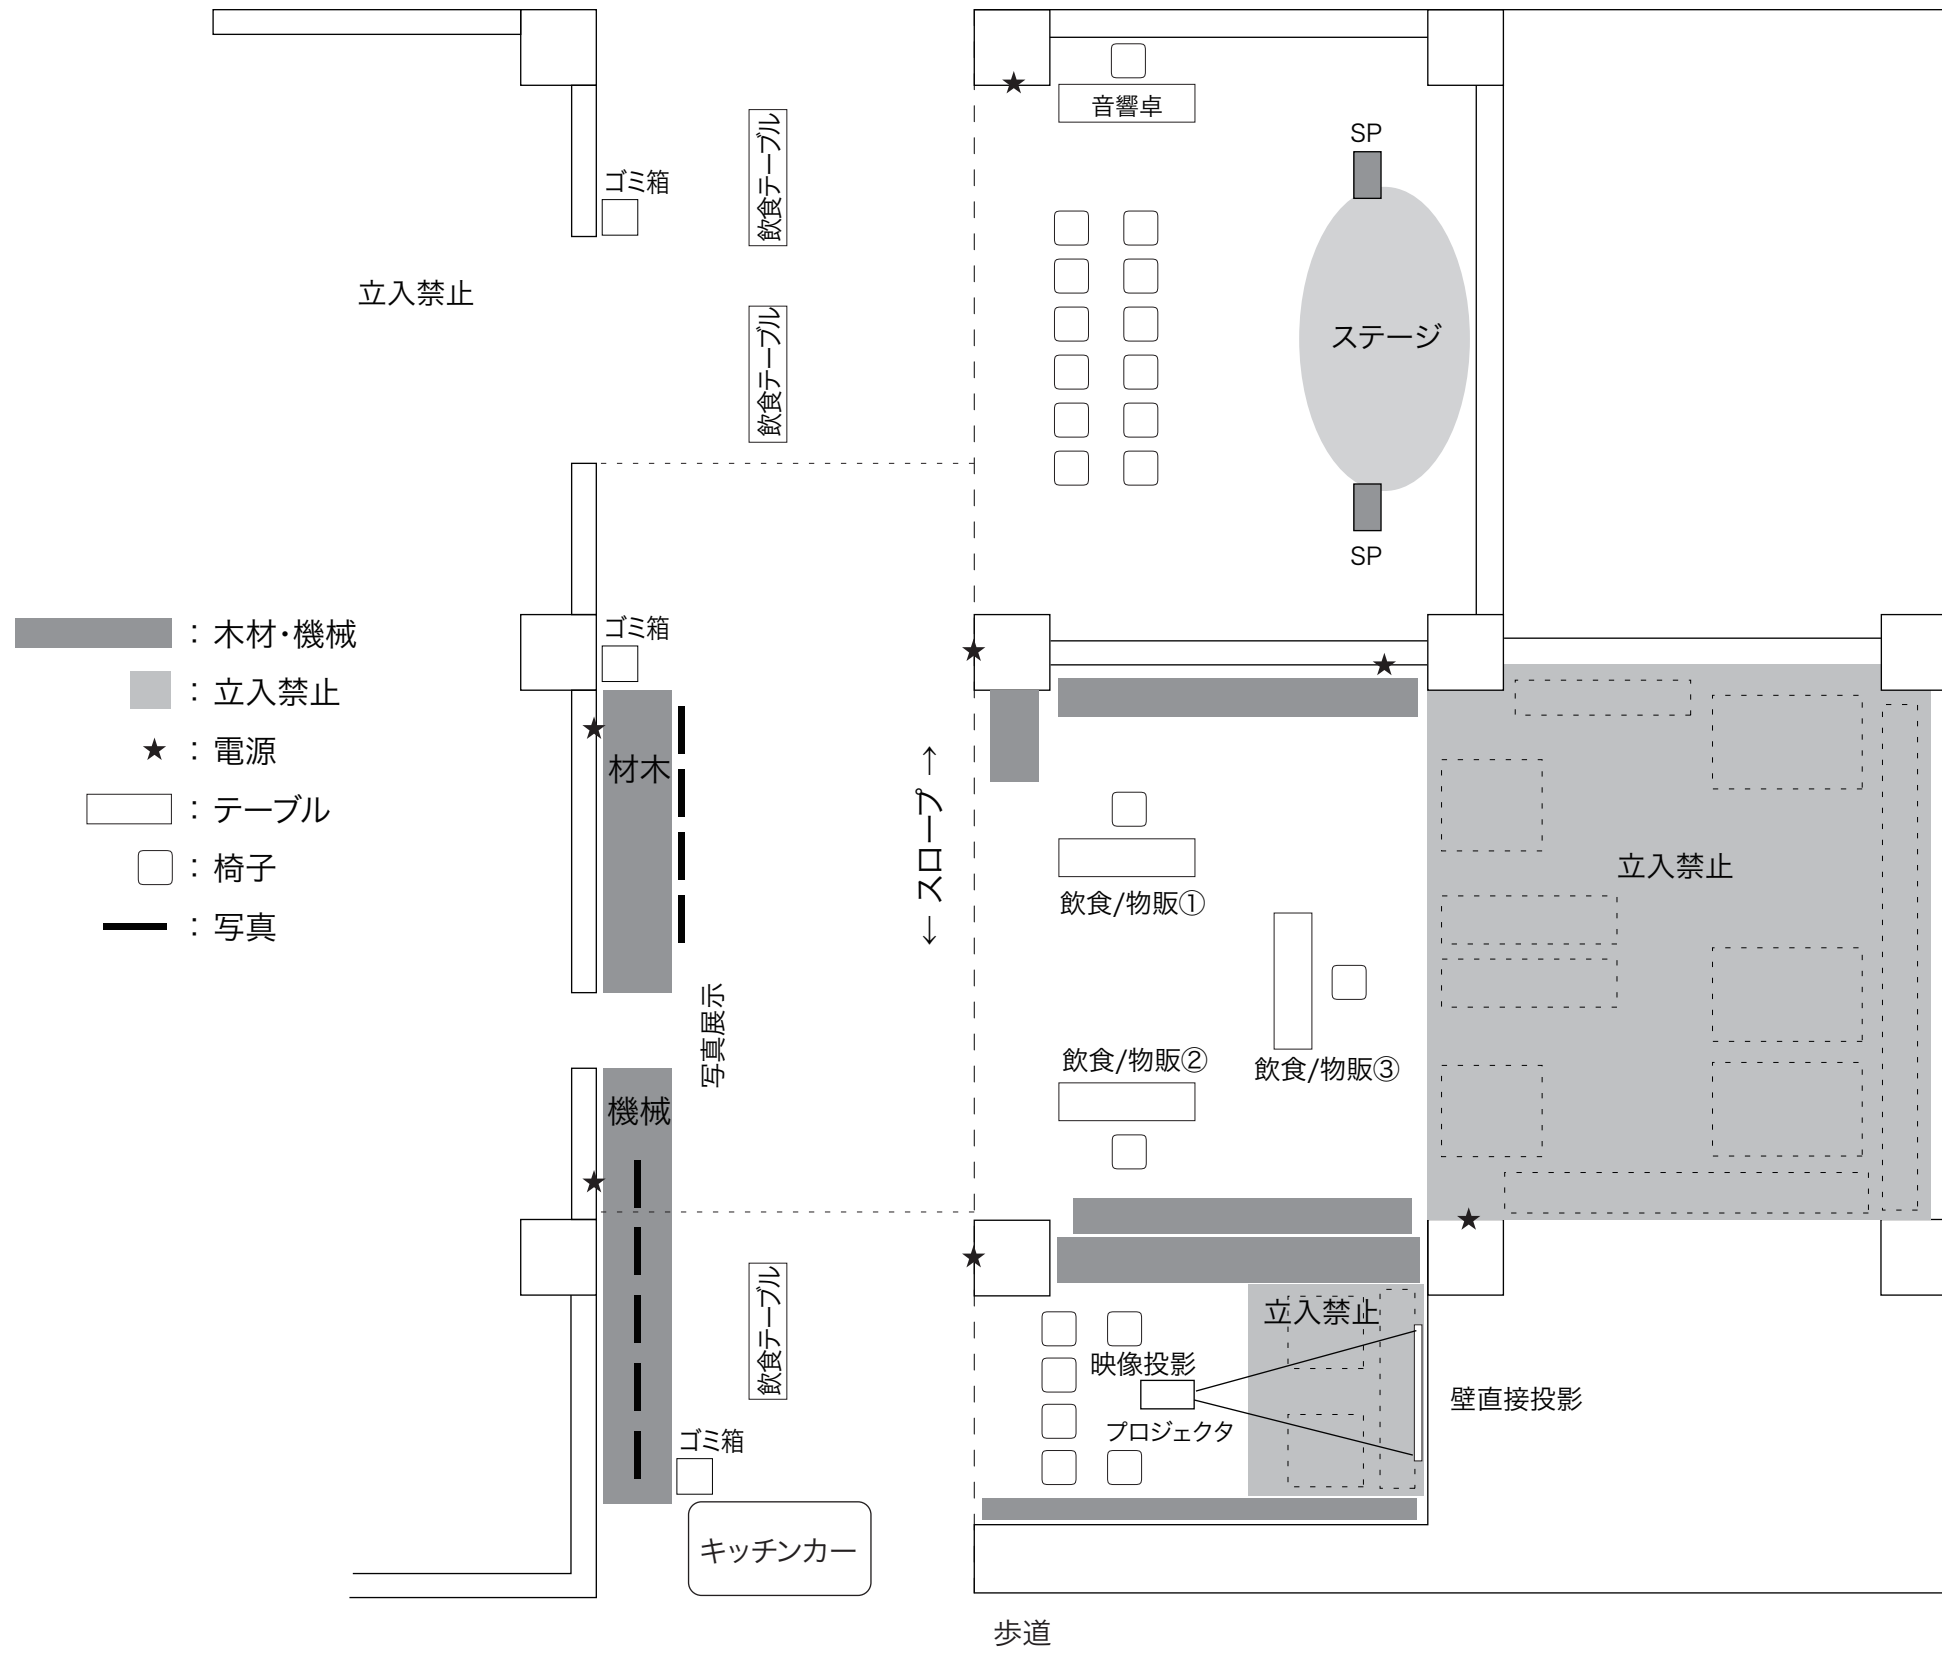 音響卓
SP
飲食テーブル
ゴミ箱
立入禁止
ステージ
飲食テーブル
SP
ゴミ箱
：木材・機械
：立入禁止
：電源
：テーブル
：椅子
：写真
材木
← スロープ →
飲食/物販①
立入禁止
写真展示
飲食/物販②
飲食/物販③
機械
飲食テーブル
立入禁止
映像投影
プロジェクタ
壁直接投影
ゴミ箱
キッチンカー
歩道